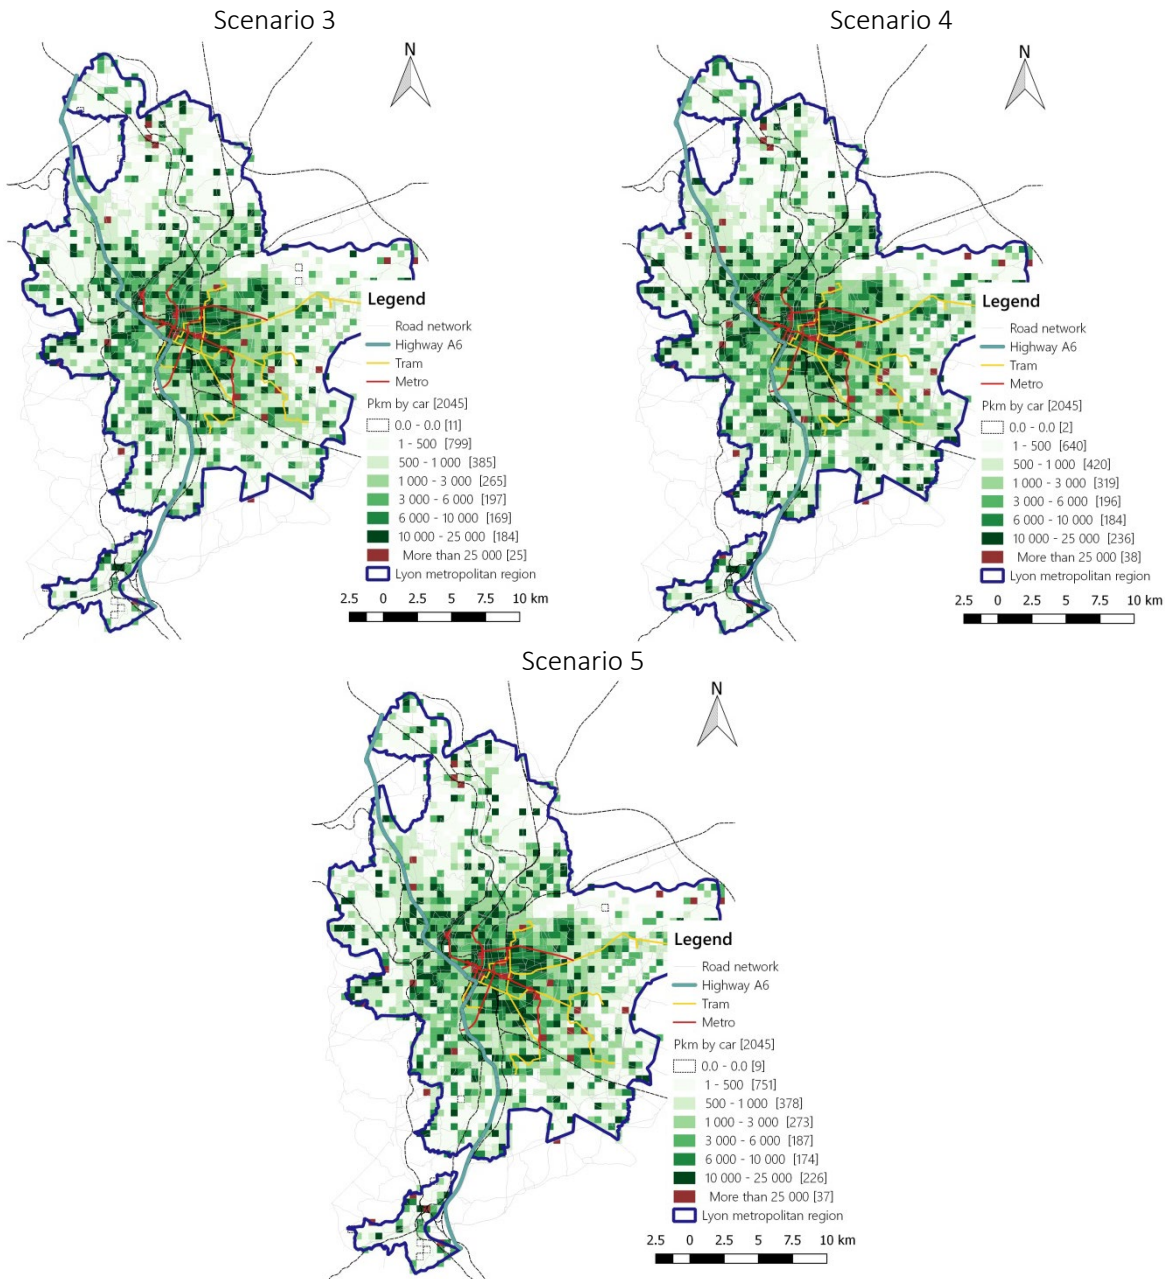 Scenario 3
N
Legend
Road network
Highway A6
Tram
Metro
Pkm by car [2045]
0.0 - 0.0 [11]
1 - 500 [799]
500 - 1 000 [385]
1 000 - 3 000 [265]
3 000 - 6 000 [197]
6 000 - 10 000 [169]
10 000 - 25 000 [184]
More than 25 000 [25]
Lyon metropolitan region
2.5 0 2.5 5 7.5 10 km
Scenario 4
N
Legend
Road network
Highway A6
Tram
Metro
Pkm by car [2045]
0.0 - 0.0 [2]
1 - 500 [640]
500 - 1 000 [420]
1 000 - 3 000 [319]
3 000 - 6 000 [196]
6 000 - 10 000 [184]
10 000 - 25 000 [236]
More than 25 000 [38]
Lyon metropolitan region
2.5 0 2.5 5 7.5 10 km
Scenario 5
N
Legend
Road network
Highway A6
Tram
Metro
Pkm by car [2045]
0.0 - 0.0 [9]
1 - 500 [751]
500 - 1 000 [378]
1 000 - 3 000 [273]
3 000 - 6 000 [187]
6 000 - 10 000 [174]
10 000 - 25 000 [226]
More than 25 000 [37]
Lyon metropolitan region
2.5 0 2.5 5 7.5 10 km